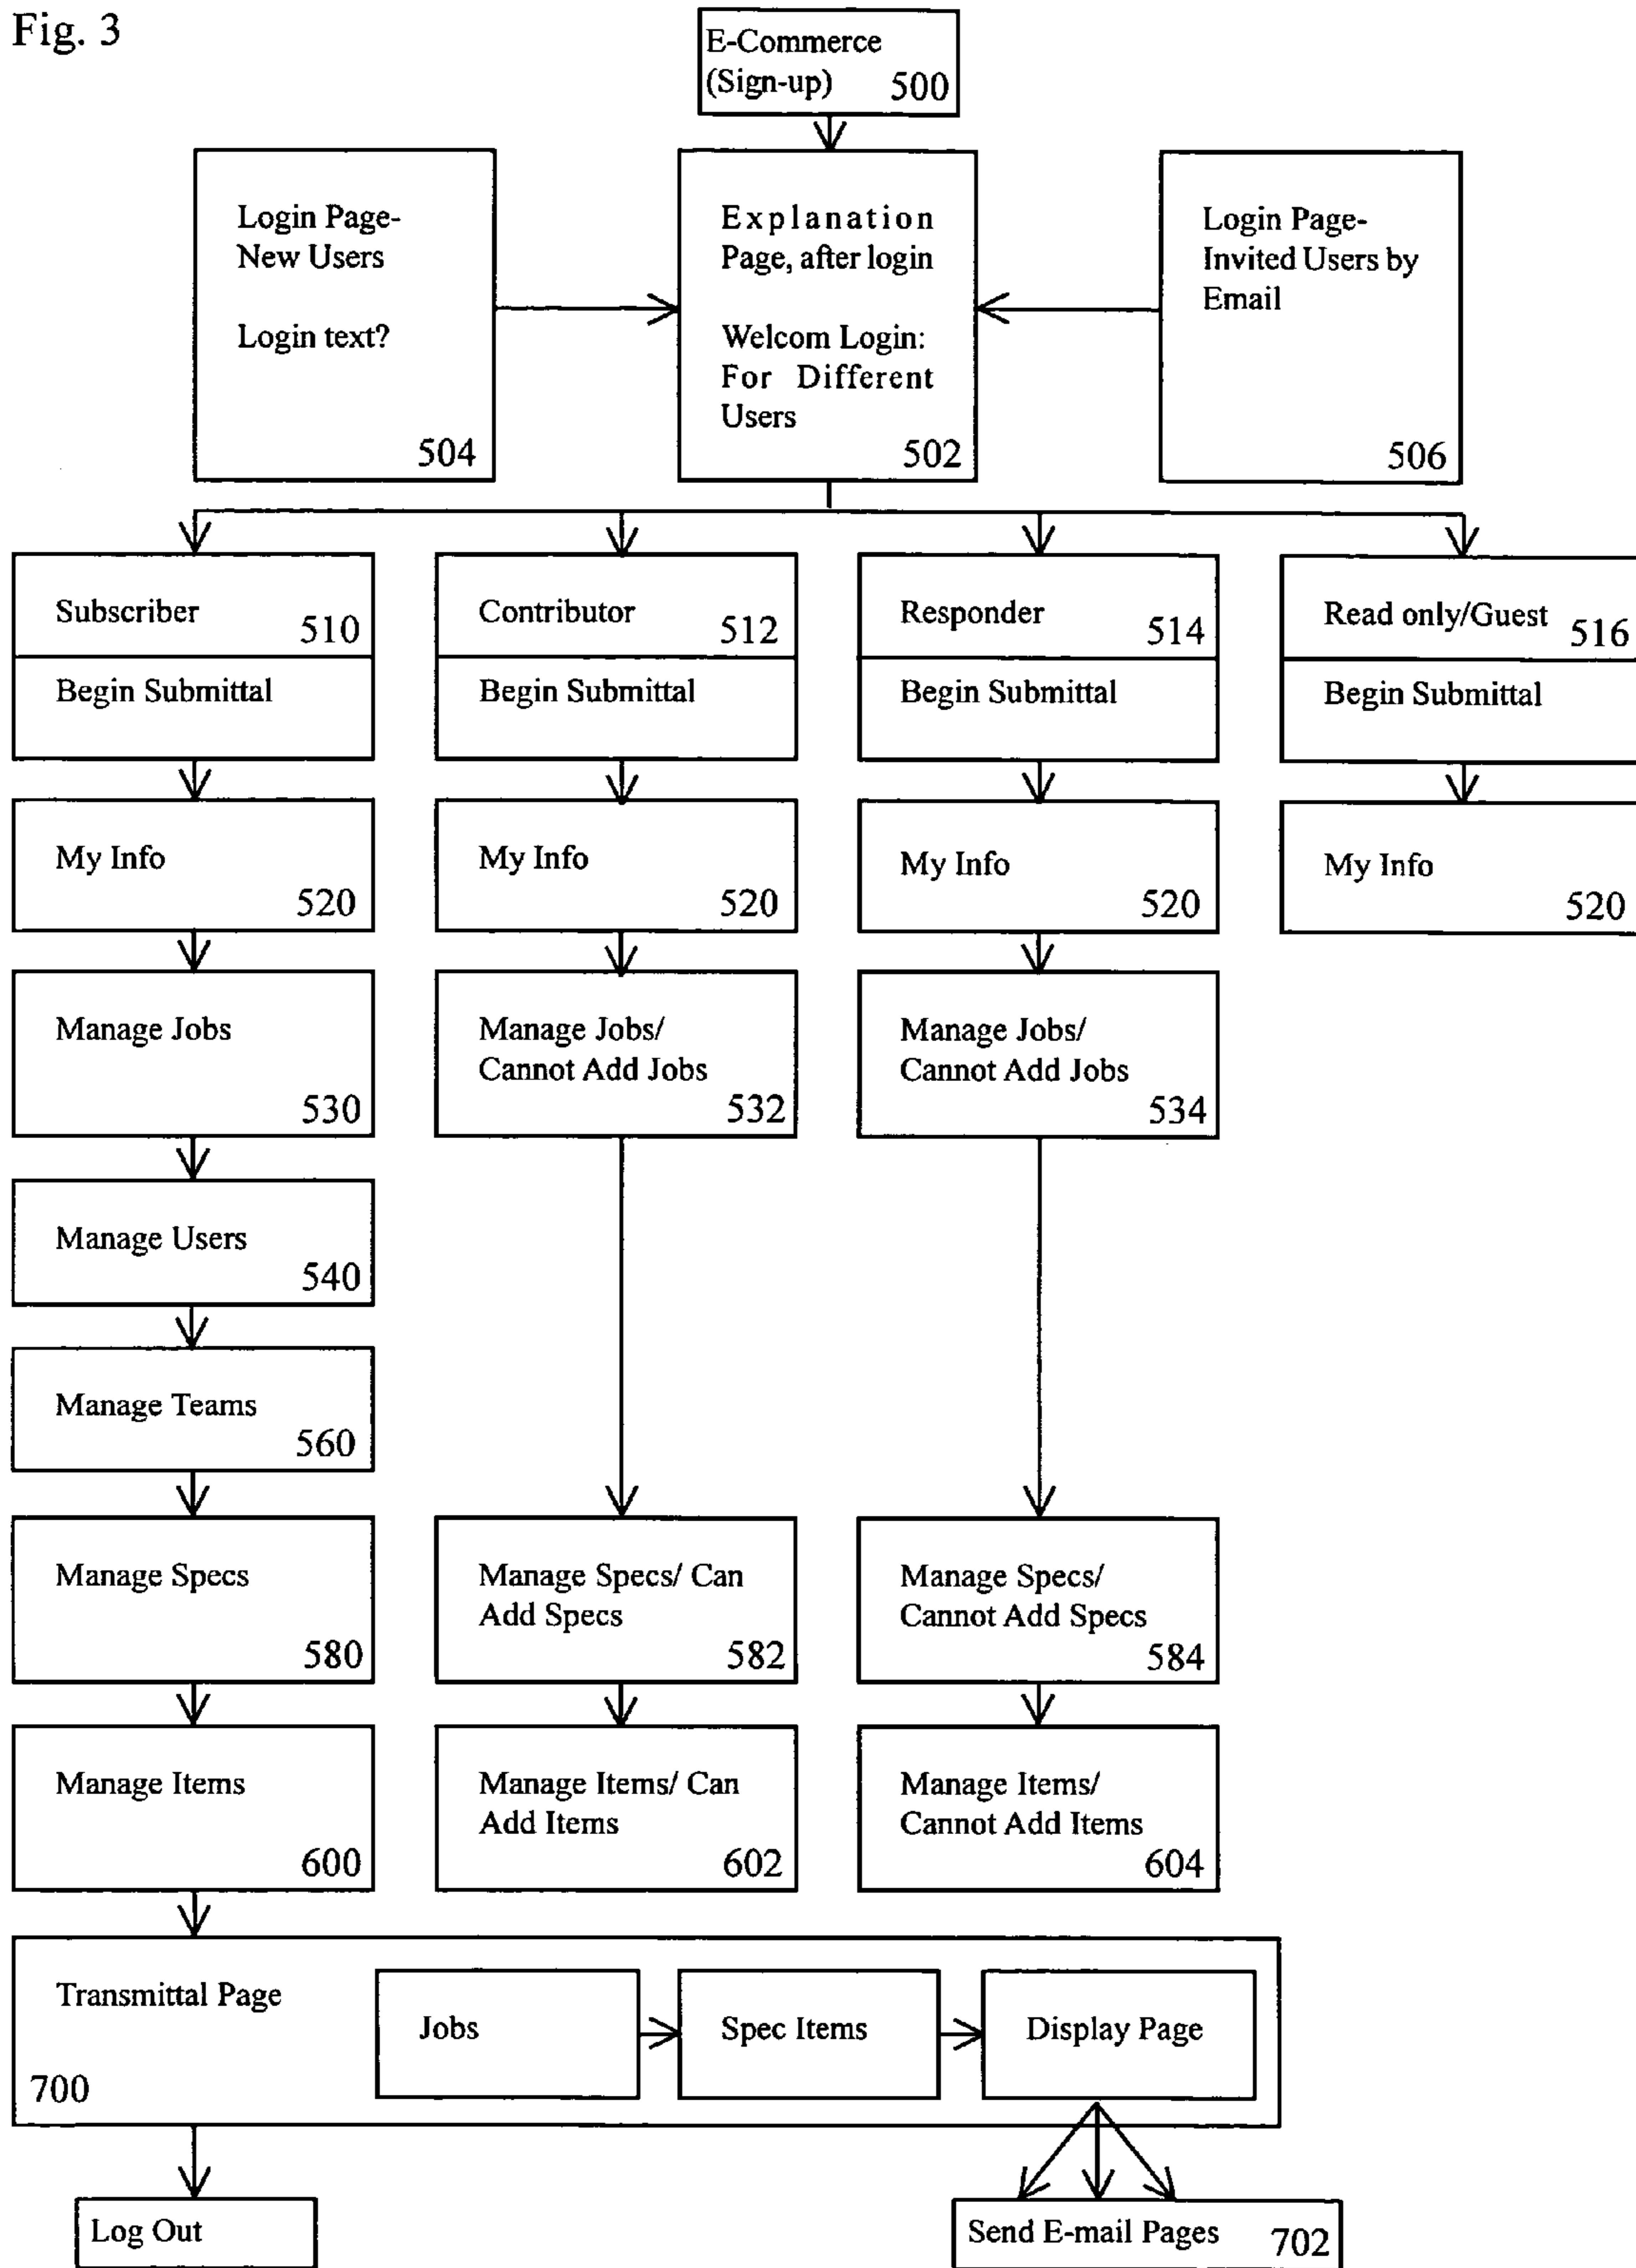 Fig. 3
E-Commerce
(Sign-up) 500
Login Page-
New Users
Login text?
504
Explanation
Page, after login
Welcom Login:
For Different
Users
502
Login Page-
Invited Users by
Email
506
Subscriber 510
Begin Submittal
Contributor 512
Begin Submittal
Responder 514
Begin Submittal
Read only/Guest 516
Begin Submittal
My Info
520
My Info
520
My Info
520
My Info
520
Manage Jobs
530
Manage Jobs/
Cannot Add Jobs
532
Manage Jobs/
Cannot Add Jobs
534
Manage Users
540
Manage Teams
560
Manage Specs
580
Manage Specs/ Can
Add Specs
582
Manage Specs/
Cannot Add Specs
584
Manage Items
600
Manage Items/ Can
Add Items
602
Manage Items/
Cannot Add Items
604
Transmittal Page
700
Jobs
Spec Items
Display Page
Log Out
Send E-mail Pages 702